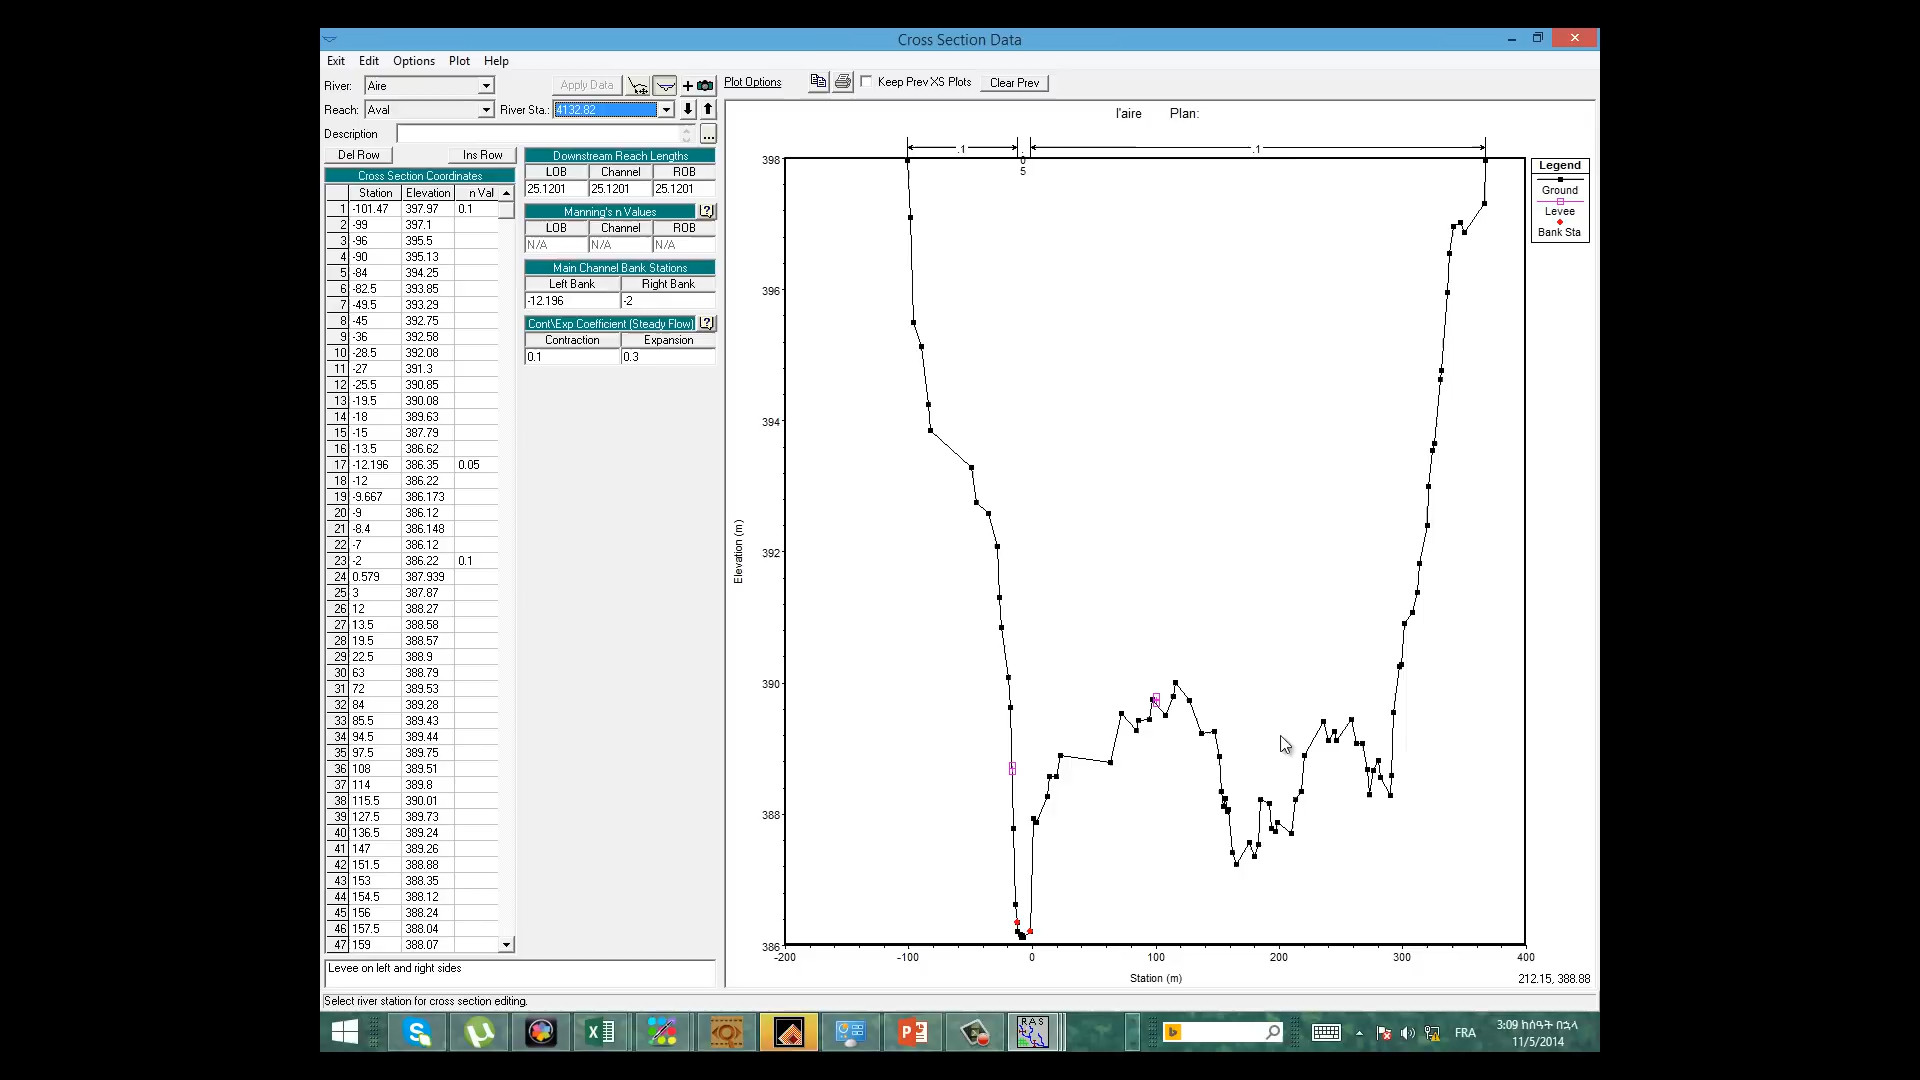 Cross Section Data
Exit Edit Options Plot Help
River: Aire Apply Data Plot Options Keep Prev XS Plots Clear Prev
Reach: Aval River Sta.: 4132.82
Description ...
Del Row Ins Row
Cross Section Coordinates
Station Elevation n Val
1 -101.47 397.97 0.1
2 -99 397.1
3 -96 395.5
4 -90 395.13
5 -84 394.25
6 -82.5 393.85
7 -49.5 393.29
8 -45 392.75
9 -36 392.58
10 -28.5 392.08
11 -27 391.3
12 -25.5 390.85
13 -19.5 390.08
14 -18 389.63
15 -15 387.79
16 -13.5 386.62
17 -12.196 386.35 0.05
18 -12 386.22
19 -9.667 386.173
20 -9 386.12
21 -8.4 386.148
22 -7 386.12
23 -2 386.22 0.1
24 0.579 387.939
25 3 387.87
26 12 388.27
27 13.5 388.58
28 19.5 388.57
29 22.5 388.9
30 63 388.79
31 72 389.53
32 84 389.28
33 85.5 389.43
34 94.5 389.44
35 97.5 389.75
36 108 389.51
37 114 389.8
38 115.5 390.01
39 127.5 389.73
40 136.5 389.24
41 147 389.26
42 151.5 388.88
43 153 388.35
44 154.5 388.12
45 156 388.24
46 157.5 388.04
47 159 388.07
Downstream Reach Lengths
LOB Channel ROB
25.1201 25.1201 25.1201
Manning's n Values
LOB Channel ROB
N/A N/A N/A
Main Channel Bank Stations
Left Bank Right Bank
-12.196 -2
Cont\Exp Coefficient (Steady Flow)
Contraction Expansion
0.1 0.3
Levee on left and right sides
Select river station for cross section editing.
l'aire Plan:
.1 .1
0
5
398
396
394
392
390
388
386
Elevation (m)
-200 -100 0 100 200 300 400
Station (m)
212.15, 388.88
Legend
Ground
Levee
Bank Sta
RAS
FRA
3:09 ከሰዓት በኋላ
11/5/2014